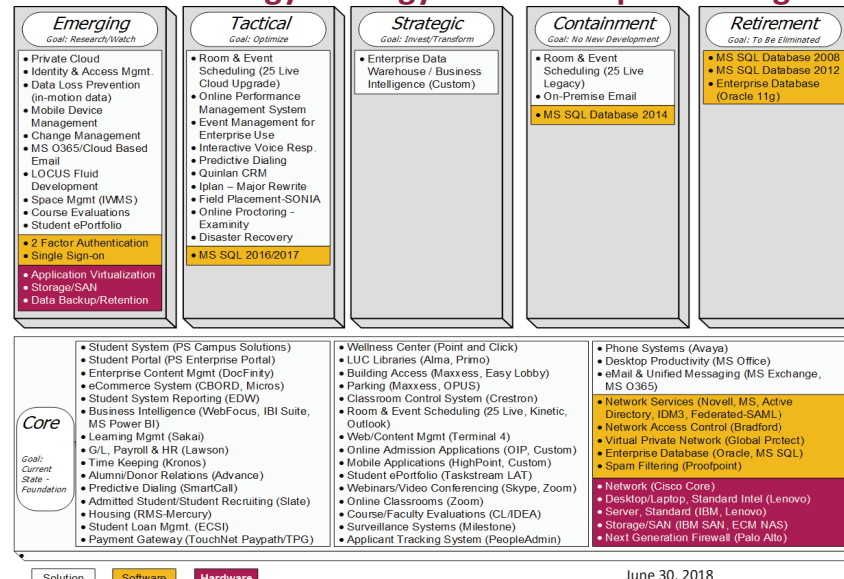 Emerging
Goal: Research/Watch
• Private Cloud
• Identity & Access Mgmt.
• Data Loss Prevention
(in-motion data)
• Mobile Device
Management
• Change Management
• MS O365/Cloud Based
Email
• LOCUS Fluid
Development
• Space Mgmt (IWMS)
• Course Evaluations
• Student ePortfolio
• 2 Factor Authentication
• Single Sign-on
• Application Virtualization
• Storage/SAN
• Data Backup/Retention
Tactical
Goal: Optimize
• Room & Event
Scheduling (25 Live
Cloud Upgrade)
• Online Performance
Management System
• Event Management for
Enterprise Use
• Interactive Voice Resp.
• Predictive Dialing
• Quinlan CRM
• Iplan – Major Rewrite
• Field Placement-SONIA
• Online Proctoring -
Examinity
• Disaster Recovery
• MS SQL 2016/2017
Strategic
Goal: Invest/Transform
• Enterprise Data
Warehouse / Business
Intelligence (Custom)
Containment
Goal: No New Development
• Room & Event
Scheduling (25 Live
Legacy)
• On-Premise Email
• MS SQL Database 2014
Retirement
Goal: To Be Eliminated
• MS SQL Database 2008
• MS SQL Database 2012
• Enterprise Database
(Oracle 11g)
Core
Goal:
Current
State -
Foundation
• Student System (PS Campus Solutions)
• Student Portal (PS Enterprise Portal)
• Enterprise Content Mgmt (DocFinity)
• eCommerce System (CBORD, Micros)
• Student System Reporting (EDW)
• Business Intelligence (WebFocus, IBI Suite,
MS Power BI)
• Learning Mgmt (Sakai)
• G/L, Payroll & HR (Lawson)
• Time Keeping (Kronos)
• Alumni/Donor Relations (Advance)
• Predictive Dialing (SmartCall)
• Admitted Student/Student Recruiting (Slate)
• Housing (RMS-Mercury)
• Student Loan Mgmt. (ECSI)
• Payment Gateway (TouchNet Paypath/TPG)
• Wellness Center (Point and Click)
• LUC Libraries (Alma, Primo)
• Building Access (Maxxess, Easy Lobby)
• Parking (Maxxess, OPUS)
• Classroom Control System (Crestron)
• Room & Event Scheduling (25 Live, Kinetic,
Outlook)
• Web/Content Mgmt (Terminal 4)
• Online Admission Applications (OIP, Custom)
• Mobile Applications (HighPoint, Custom)
• Student ePortfolio (Taskstream LAT)
• Webinars/Video Conferencing (Skype, Zoom)
• Online Classrooms (Zoom)
• Course/Faculty Evaluations (CL/IDEA)
• Surveillance Systems (Milestone)
• Applicant Tracking System (PeopleAdmin)
• Phone Systems (Avaya)
• Desktop Productivity (MS Office)
• eMail & Unified Messaging (MS Exchange,
MS O365)
• Network Services (Novell, MS, Active
Directory, IDM3, Federated-SAML)
• Network Access Control (Bradford)
• Virtual Private Network (Global Protect)
• Enterprise Database (Oracle, MS SQL)
• Spam Filtering (Proofpoint)
• Network (Cisco Core)
• Desktop/Laptop, Standard Intel (Lenovo)
• Server, Standard (IBM, Lenovo)
• Storage/SAN (IBM SAN, ECM NAS)
• Next Generation Firewall (Palo Alto)
Solution
Software
Hardware
June 30, 2018